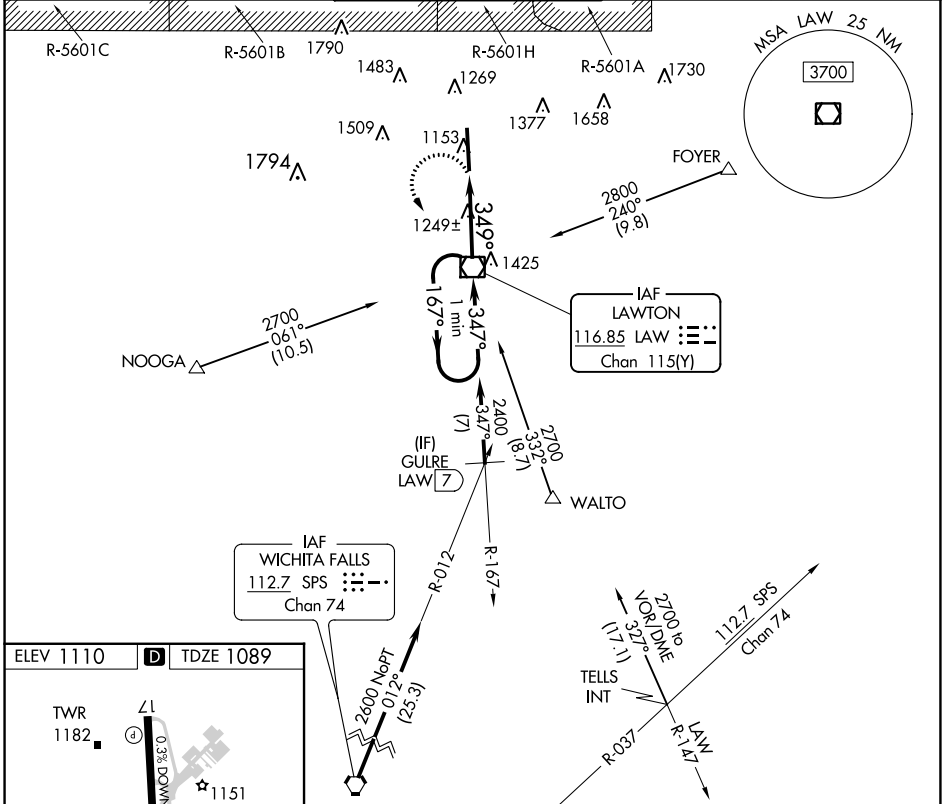 R-5601C
R-5601B
R-5601H
R-5601A
1790
1483
1269
1730
1377
1658
1509
1153
1794
1249±
1425
MSA LAW 25 NM
3700
FOYER
2800
240°
(9.8)
349°
IAF
LAWTON
116.85 LAW
Chan 115(Y)
2700
061°
(10.5)
NOOGA
167°
1 min
347°
2400
347°
(7)
2700
332°
(8.7)
(IF)
GULRE
LAW 7
WALTO
IAF
WICHITA FALLS
112.7 SPS
Chan 74
R-012
R-167
2600 NoPT
012°
(25.3)
2700 to
VOR/DME
327°
(17.1)
112.7 SPS
Chan 74
TELLS
INT
R-037
LAW
R-147
ELEV 1110 D TDZE 1089
TWR
1182
17
P
0.3% DOWN
1151